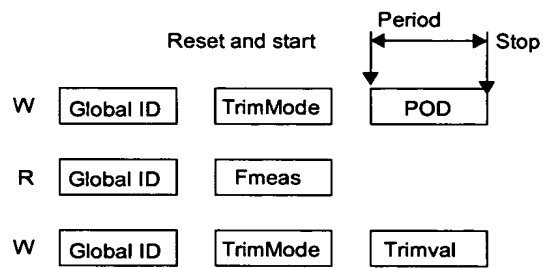 Period
Reset and start
Stop
W Global ID TrimMode POD
R Global ID Fmeas
W Global ID TrimMode Trimval